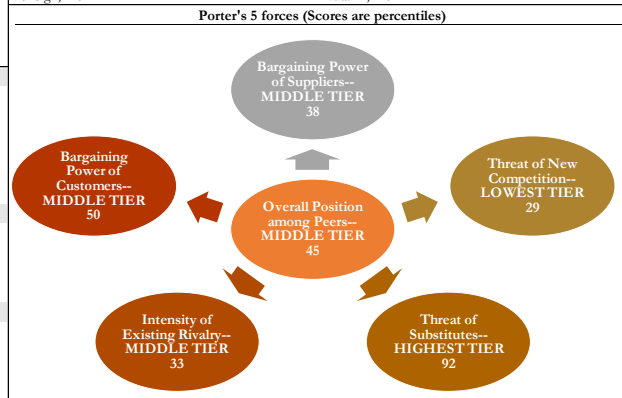 Porter's 5 forces (Scores are percentiles)
Bargaining Power
of Suppliers--
MIDDLE TIER
38
Bargaining
Power of
Customers--
MIDDLE TIER
50
Threat of New
Competition--
LOWEST TIER
29
Overall Position
among Peers--
MIDDLE TIER
45
Intensity of
Existing Rivalry--
MIDDLE TIER
33
Threat of
Substitutes--
HIGHEST TIER
92